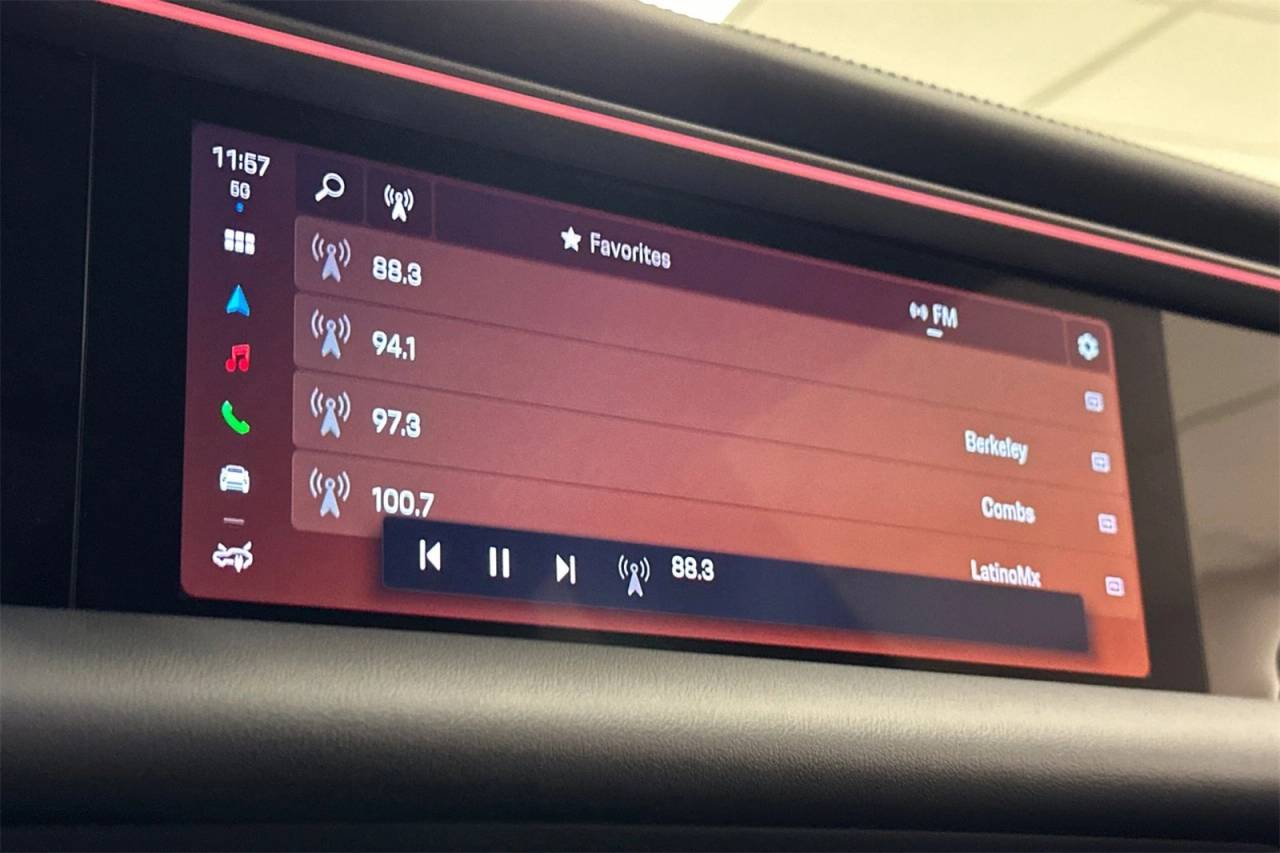 11:57
5G
Favorites
FM
88.3
94.1 Berkeley
97.3 Combs
100.7 LatinoMx
88.3